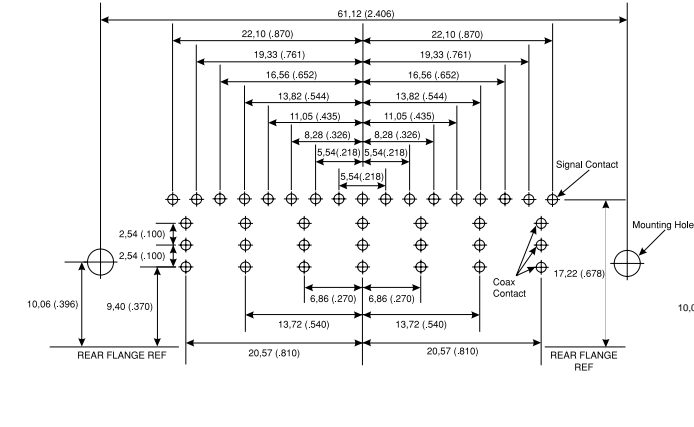 61,12 (2.406)
22,10 (.870) 22,10 (.870)
19,33 (.761) 19,33 (.761)
16,56 (.652) 16,56 (.652)
13,82 (.544) 13,82 (.544)
11,05 (.435) 11,05 (.435)
8,28 (.326) 8,28 (.326)
5,54(.218) 5,54(.218)
Signal Contact
5,54(.218)
Mounting Hole
2,54 (.100)
2,54 (.100)
17,22 (.678)
Coax
Contact
10,06 (.396)
9,40 (.370)
6,86 (.270) 6,86 (.270)
10,0
13,72 (.540) 13,72 (.540)
REAR FLANGE REF
20,57 (.810) 20,57 (.810)
REAR FLANGE
REF